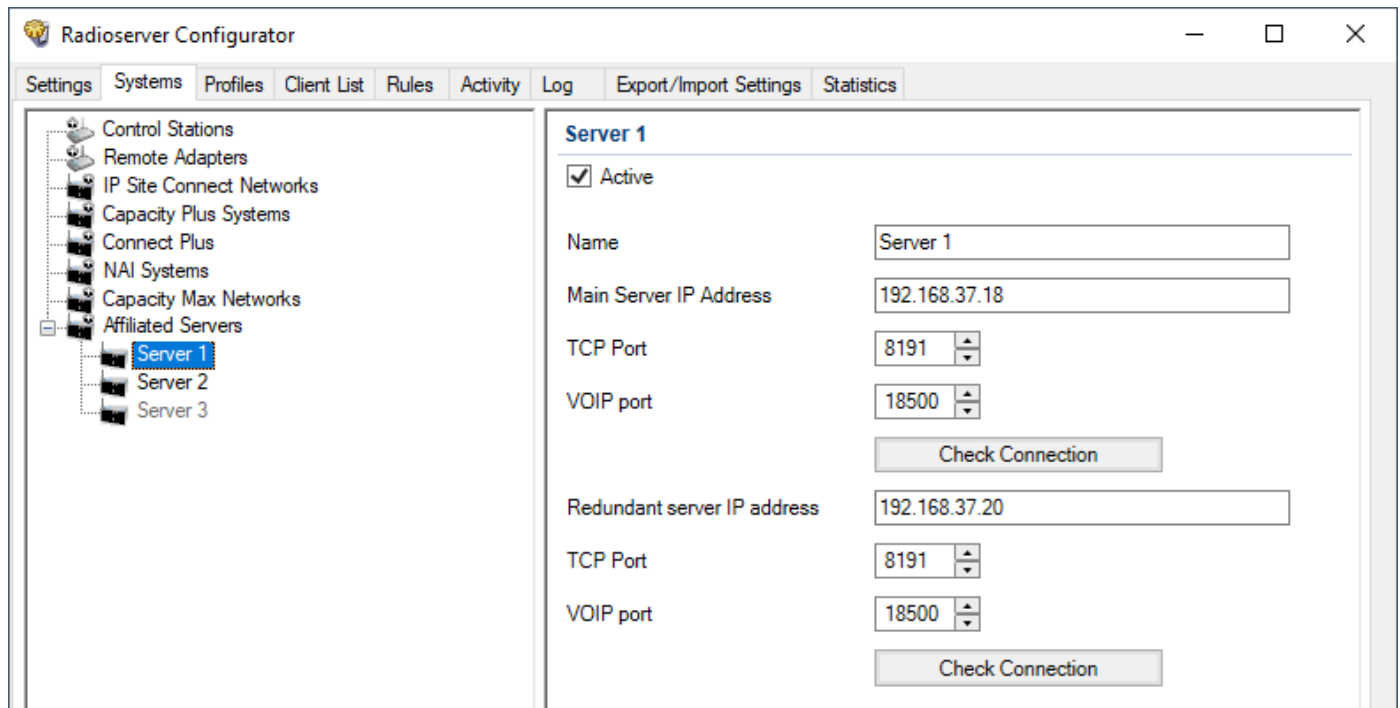 Radioserver Configurator
Settings Systems Profiles Client List Rules Activity Log Export/Import Settings Statistics
Control Stations
Remote Adapters
IP Site Connect Networks
Capacity Plus Systems
Connect Plus
NAI Systems
Capacity Max Networks
Affiliated Servers
Server 1
Server 2
Server 3
Server 1
Active
Name Server 1
Main Server IP Address 192.168.37.18
TCP Port 8191
VOIP port 18500
Check Connection
Redundant server IP address 192.168.37.20
TCP Port 8191
VOIP port 18500
Check Connection